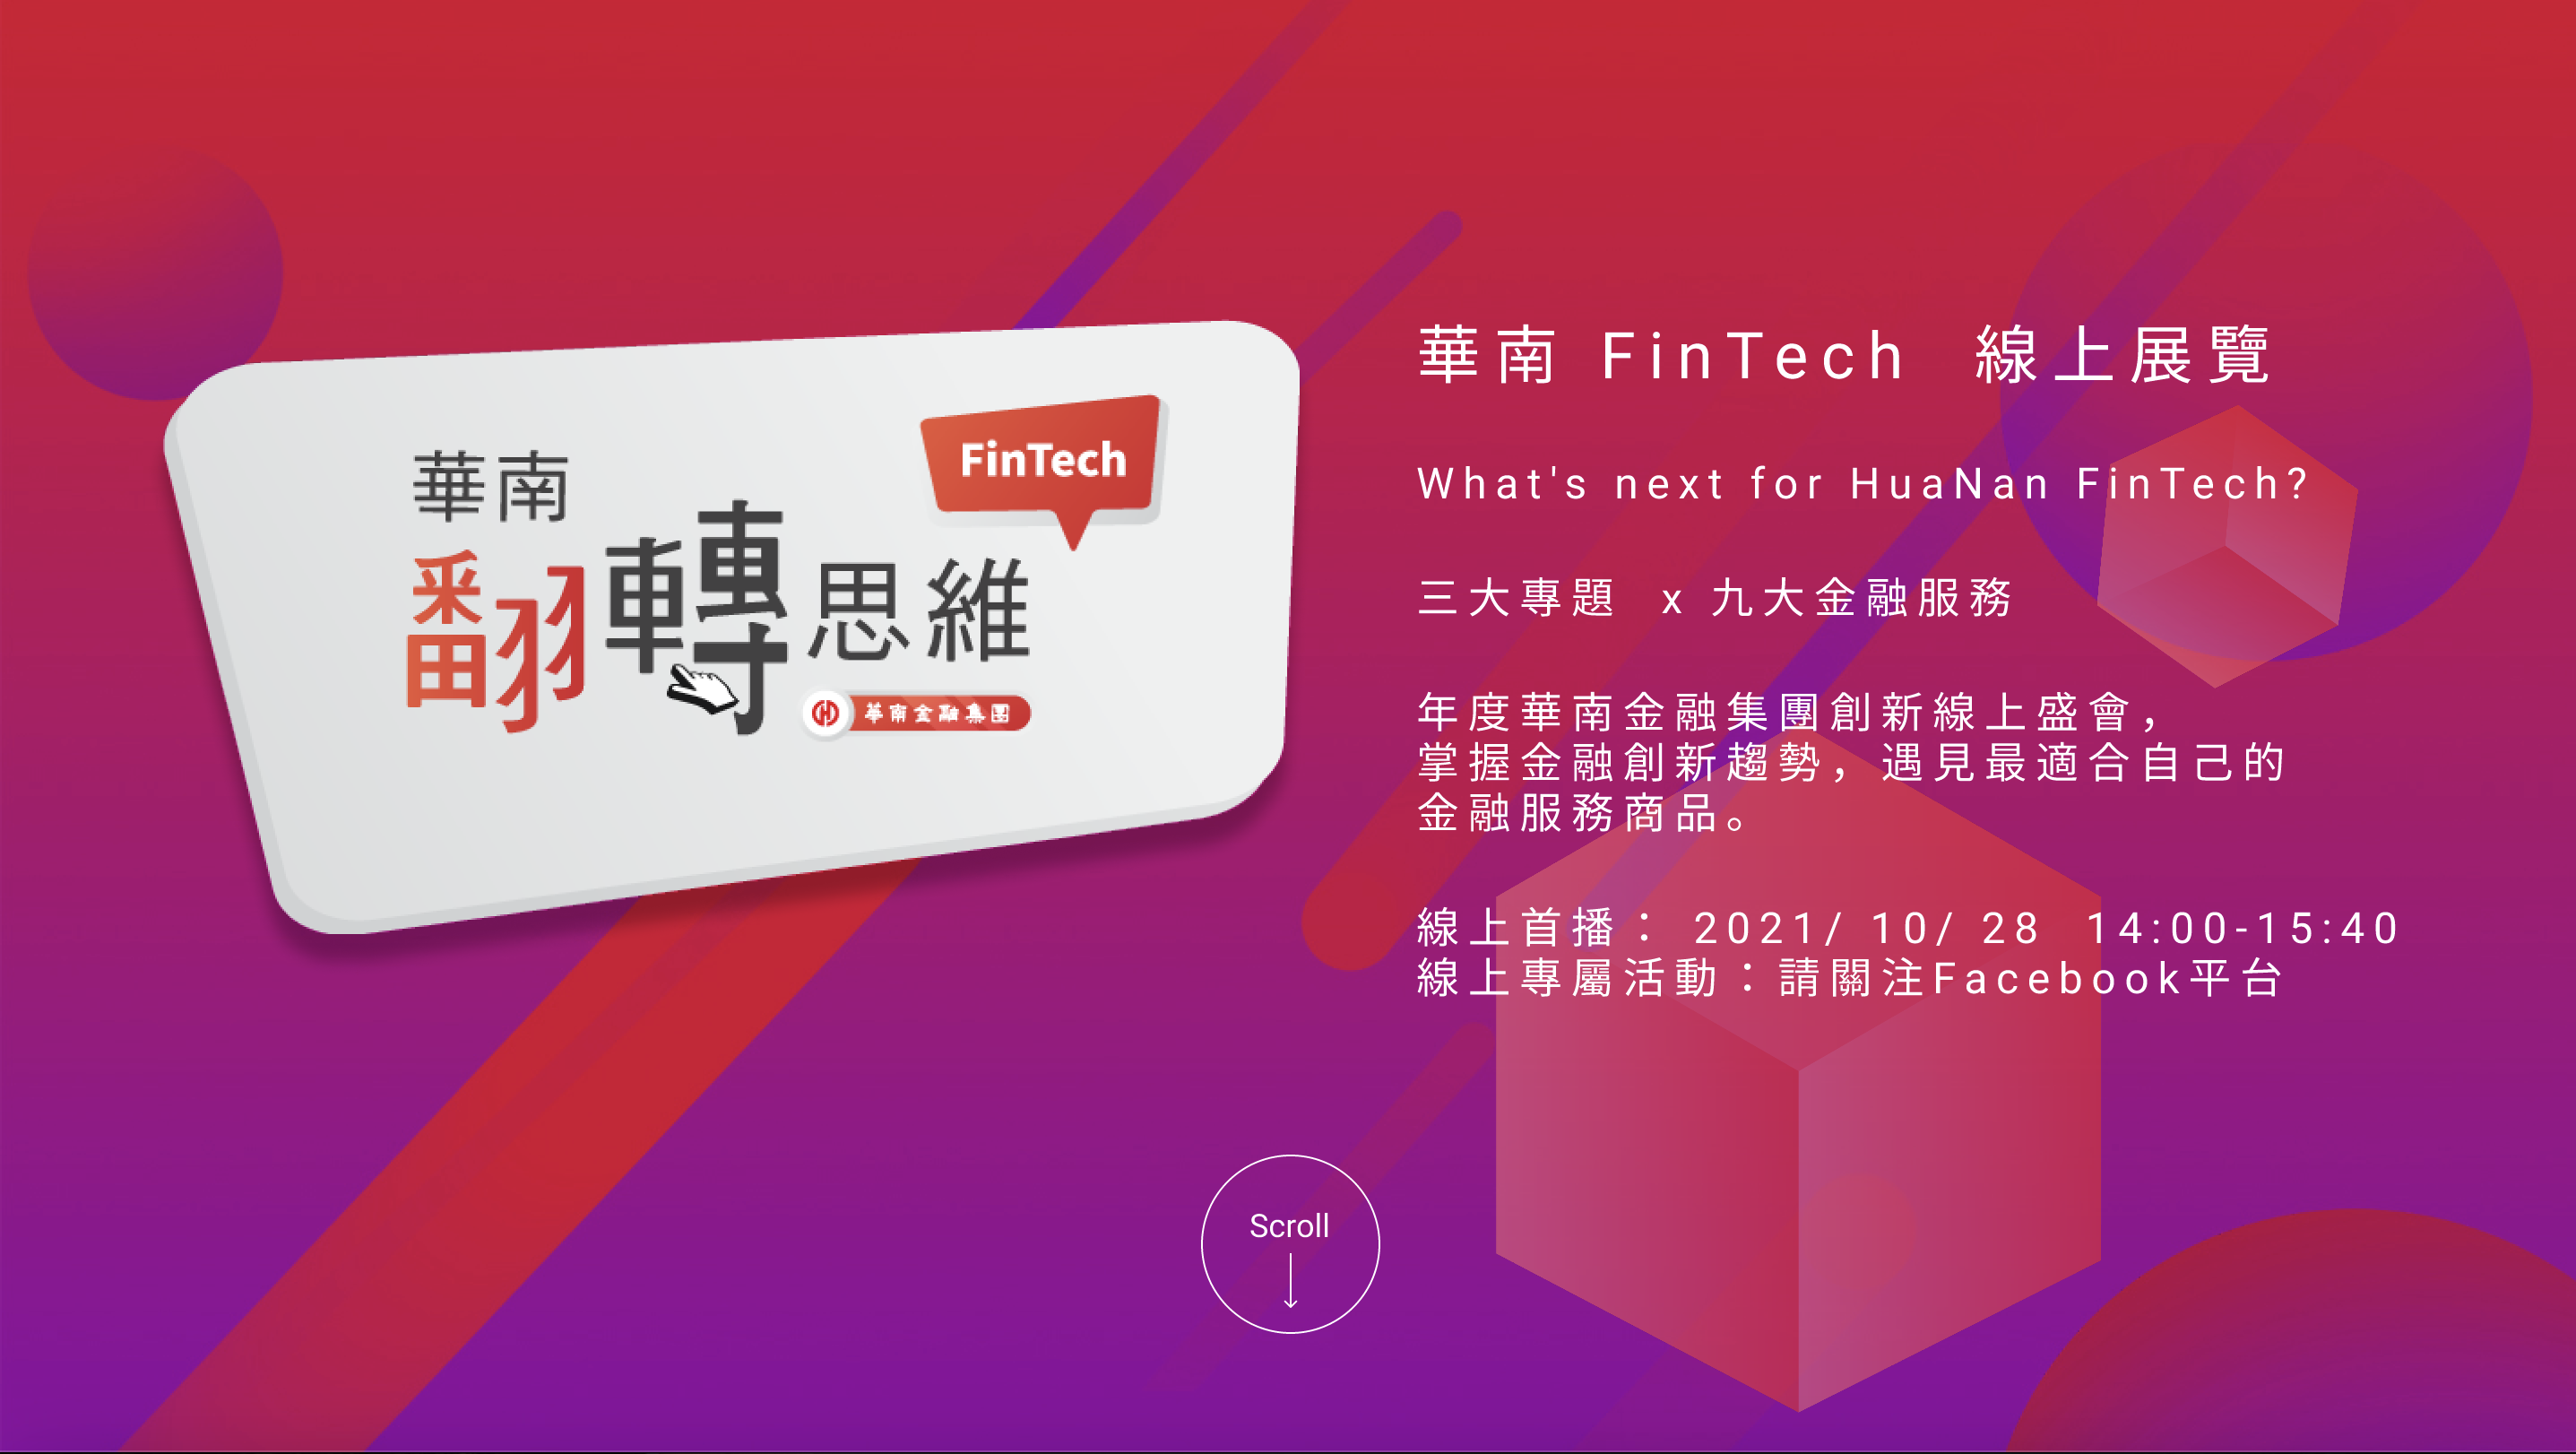 華南
FinTech
翻轉思維
華南金融集團
華南 FinTech 線上展覽
What's next for HuaNan FinTech?
三大專題 x 九大金融服務
年度華南金融集團創新線上盛會，
掌握金融創新趨勢，遇見最適合自己的
金融服務商品。
線上首播： 2021/ 10/ 28 14:00-15:40
線上專屬活動：請關注Facebook平台
Scroll